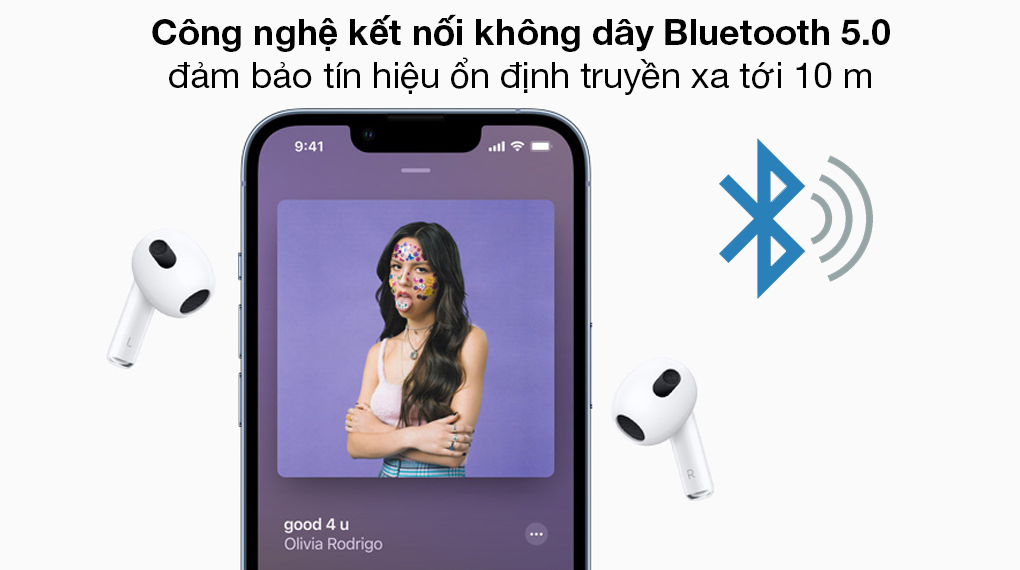 Công nghệ kết nối không dây Bluetooth 5.0
đảm bảo tín hiệu ổn định truyền xa tới 10 m
9:41
L
R
good 4 u
Olivia Rodrigo